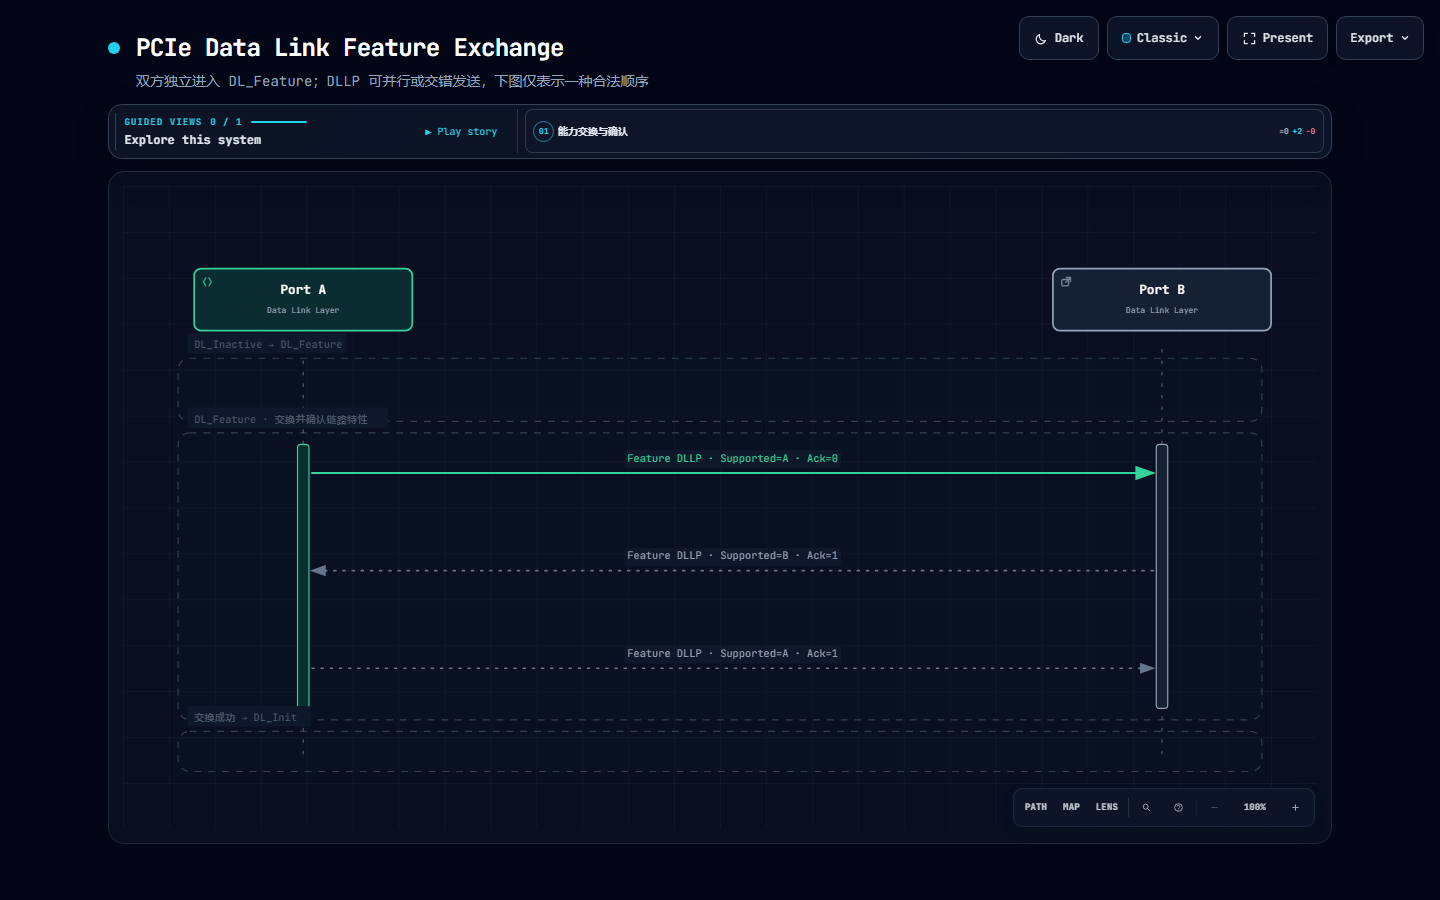 PCIe Data Link Feature Exchange
双方独立进入 DL_Feature; DLLP 可并行或交错发送, 下图仅表示一种合法顺序
Dark
Classic
Present
Export
GUIDED VIEWS 0 / 1
Explore this system
▶ Play story
01 能力交换与确认
=0 +2 -0
Port A
Data Link Layer
Port B
Data Link Layer
DL_Inactive → DL_Feature
DL_Feature · 交换并确认链路特性
Feature DLLP · Supported=A · Ack=0
Feature DLLP · Supported=B · Ack=1
Feature DLLP · Supported=A · Ack=1
交换成功 → DL_Init
PATH MAP LENS
− 100% +